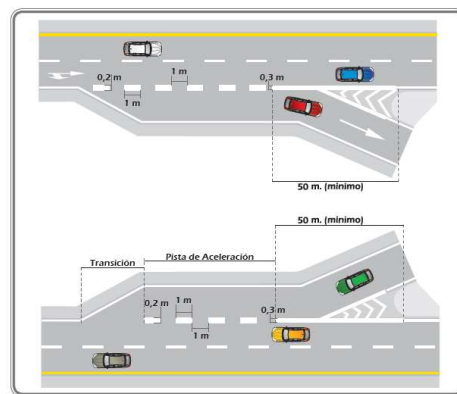 0,2 m
1 m
0,3 m
1 m
50 m. (mínimo)
50 m. (mínimo)
Transición
Pista de Aceleración
0,2 m
1 m
0,3 m
1 m